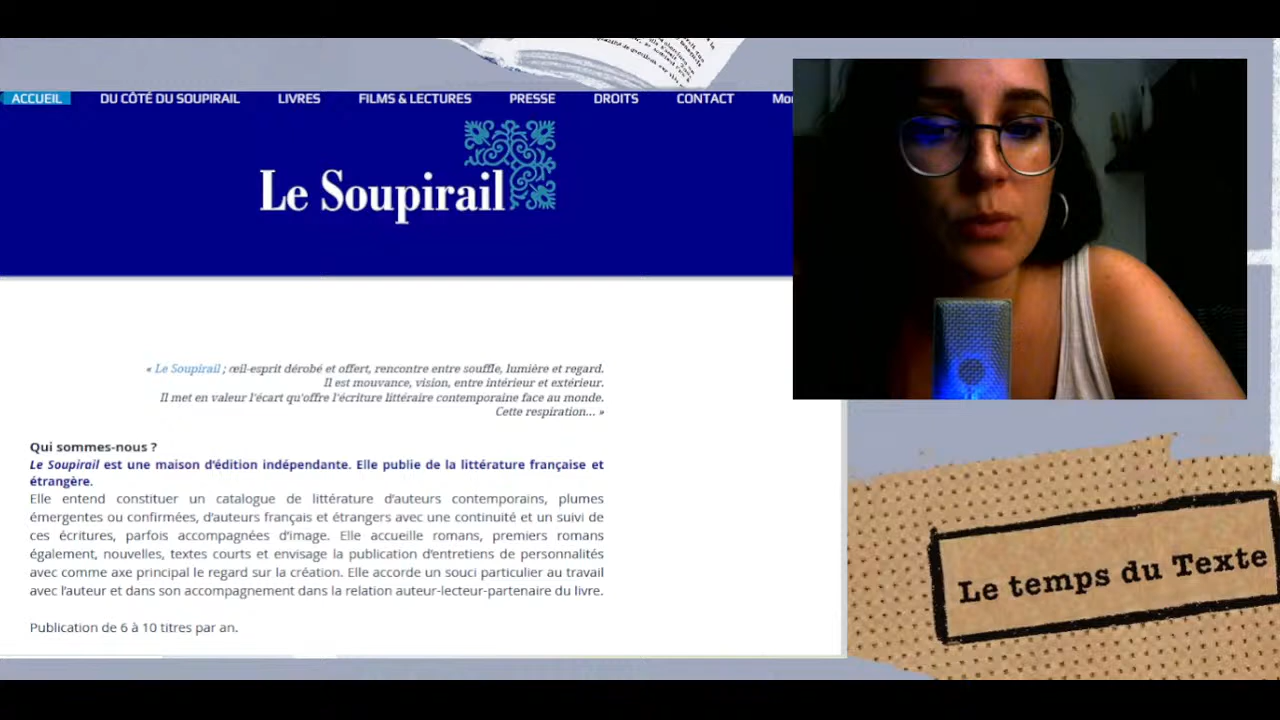 ACCUEIL DU CÔTÉ DU SOUPIRAIL LIVRES FILMS & LECTURES PRESSE DROITS CONTACT
Le Soupirail
« Le Soupirail ; œil-esprit dérobé et offert, rencontre entre souffle, lumière et regard.
Il est mouvance, vision, entre intérieur et extérieur.
Il met en valeur l'écart qu'offre l'écriture littéraire contemporaine face au monde.
Cette respiration... »
Qui sommes-nous ?
Le Soupirail est une maison d'édition indépendante. Elle publie de la littérature française et
étrangère.
Elle entend constituer un catalogue de littérature d'auteurs contemporains, plumes
émergentes ou confirmées, d'auteurs français et étrangers avec une continuité et un suivi de
ces écritures, parfois accompagnées d'image. Elle accueille romans, premiers romans
également, nouvelles, textes courts et envisage la publication d'entretiens de personnalités
avec comme axe principal le regard sur la création. Elle accorde un souci particulier au travail
avec l'auteur et dans son accompagnement dans la relation auteur-lecteur-partenaire du livre.
Publication de 6 à 10 titres par an.
Le temps du Texte